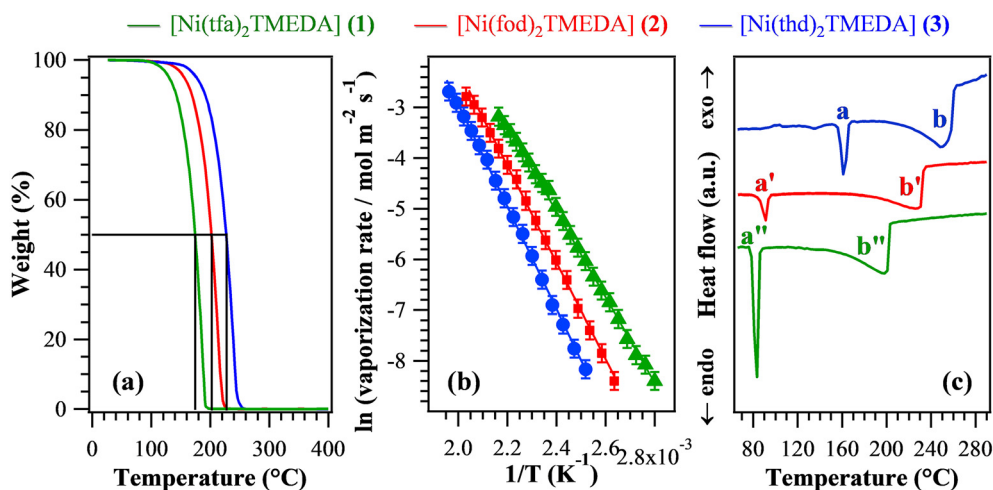 [Ni(tfa)₂TMEDA] (1) [Ni(fod)₂TMEDA] (2) [Ni(thd)₂TMEDA] (3)
Weight (%)
100
80
60
40
20
0
(a)
0 100 200 300 400
Temperature (°C)
ln (vaporization rate / mol m⁻² s⁻¹)
-3
-4
-5
-6
-7
-8
(b)
2.0 2.2 2.4 2.6 2.8x10⁻³
1/T (K⁻¹)
← endo Heat flow (a.u.) exo →
a b
a' b'
a'' b''
(c)
80 120 160 200 240 280
Temperature (°C)